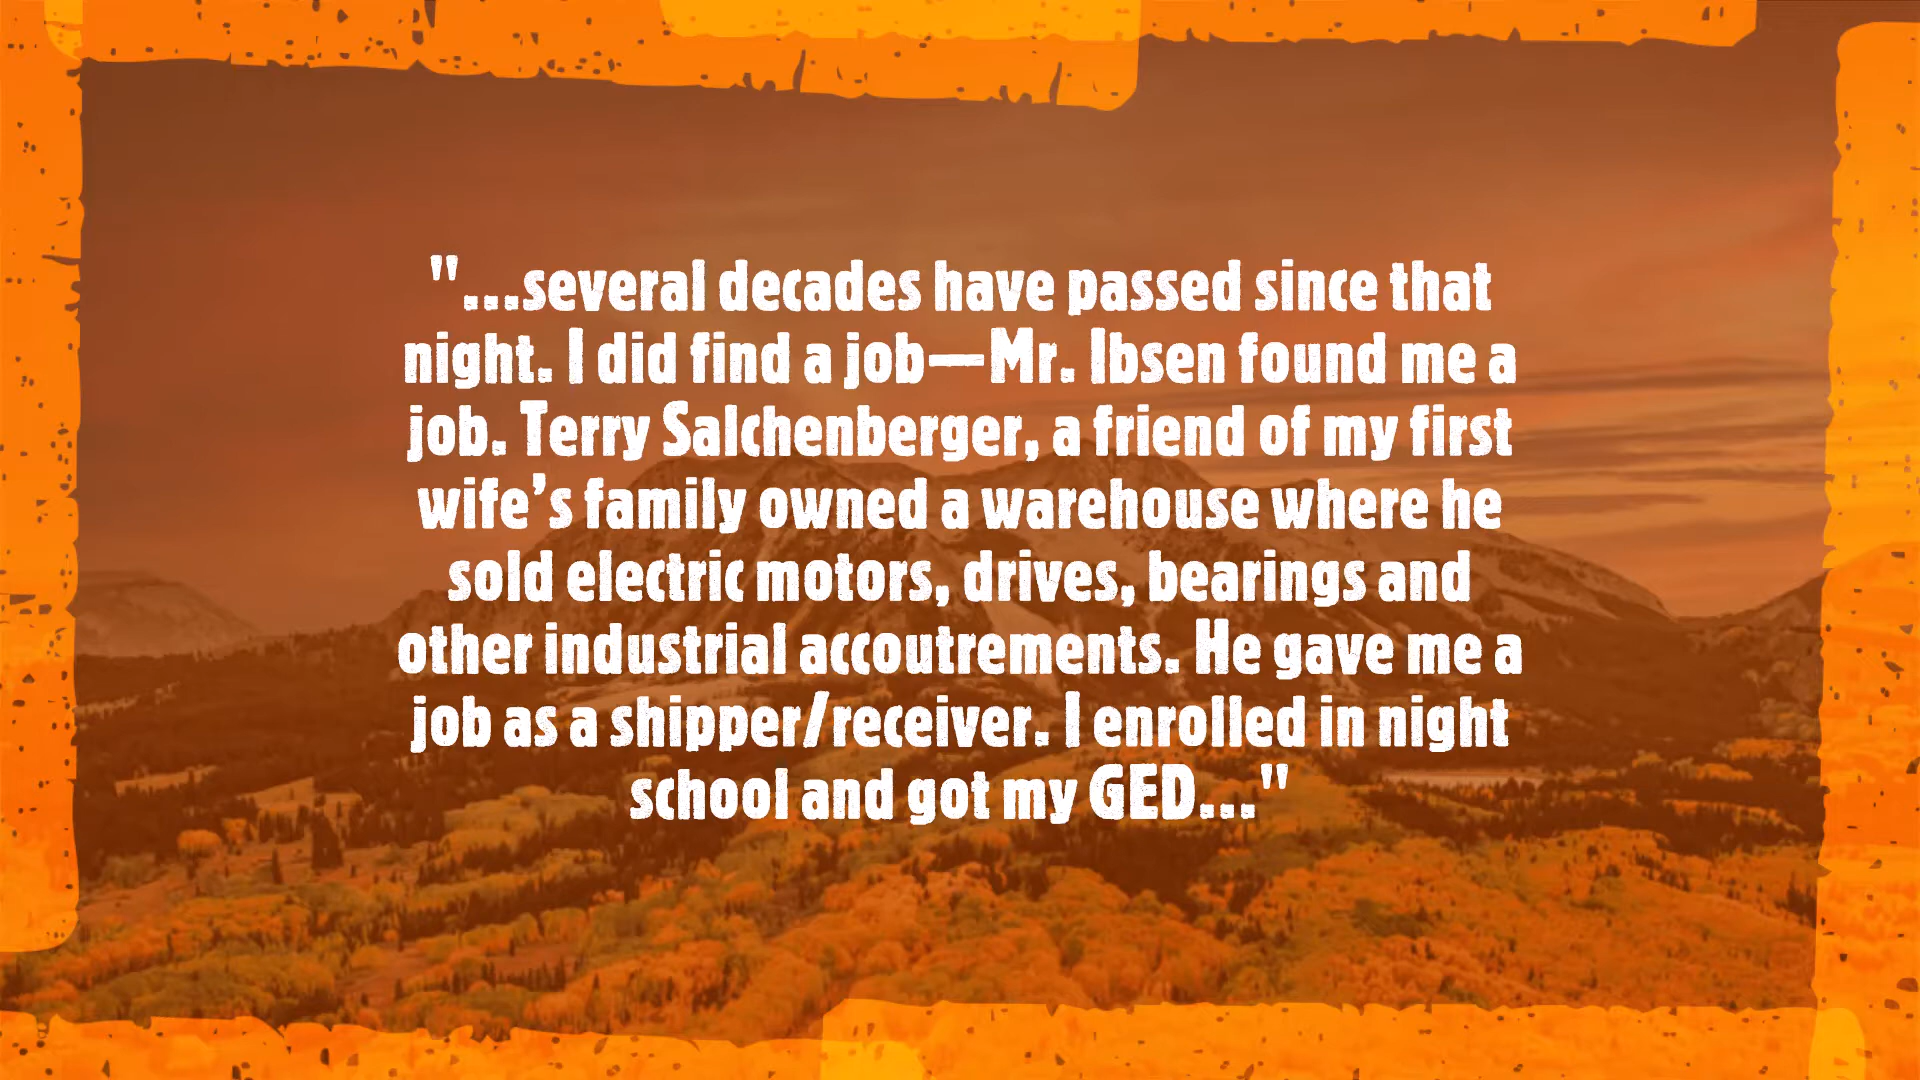 "...several decades have passed since that
night. I did find a job—Mr. Ibsen found me a
job. Terry Salchenberger, a friend of my first
wife’s family owned a warehouse where he
sold electric motors, drives, bearings and
other industrial accoutrements. He gave me a
job as a shipper/receiver. I enrolled in night
school and got my GED..."